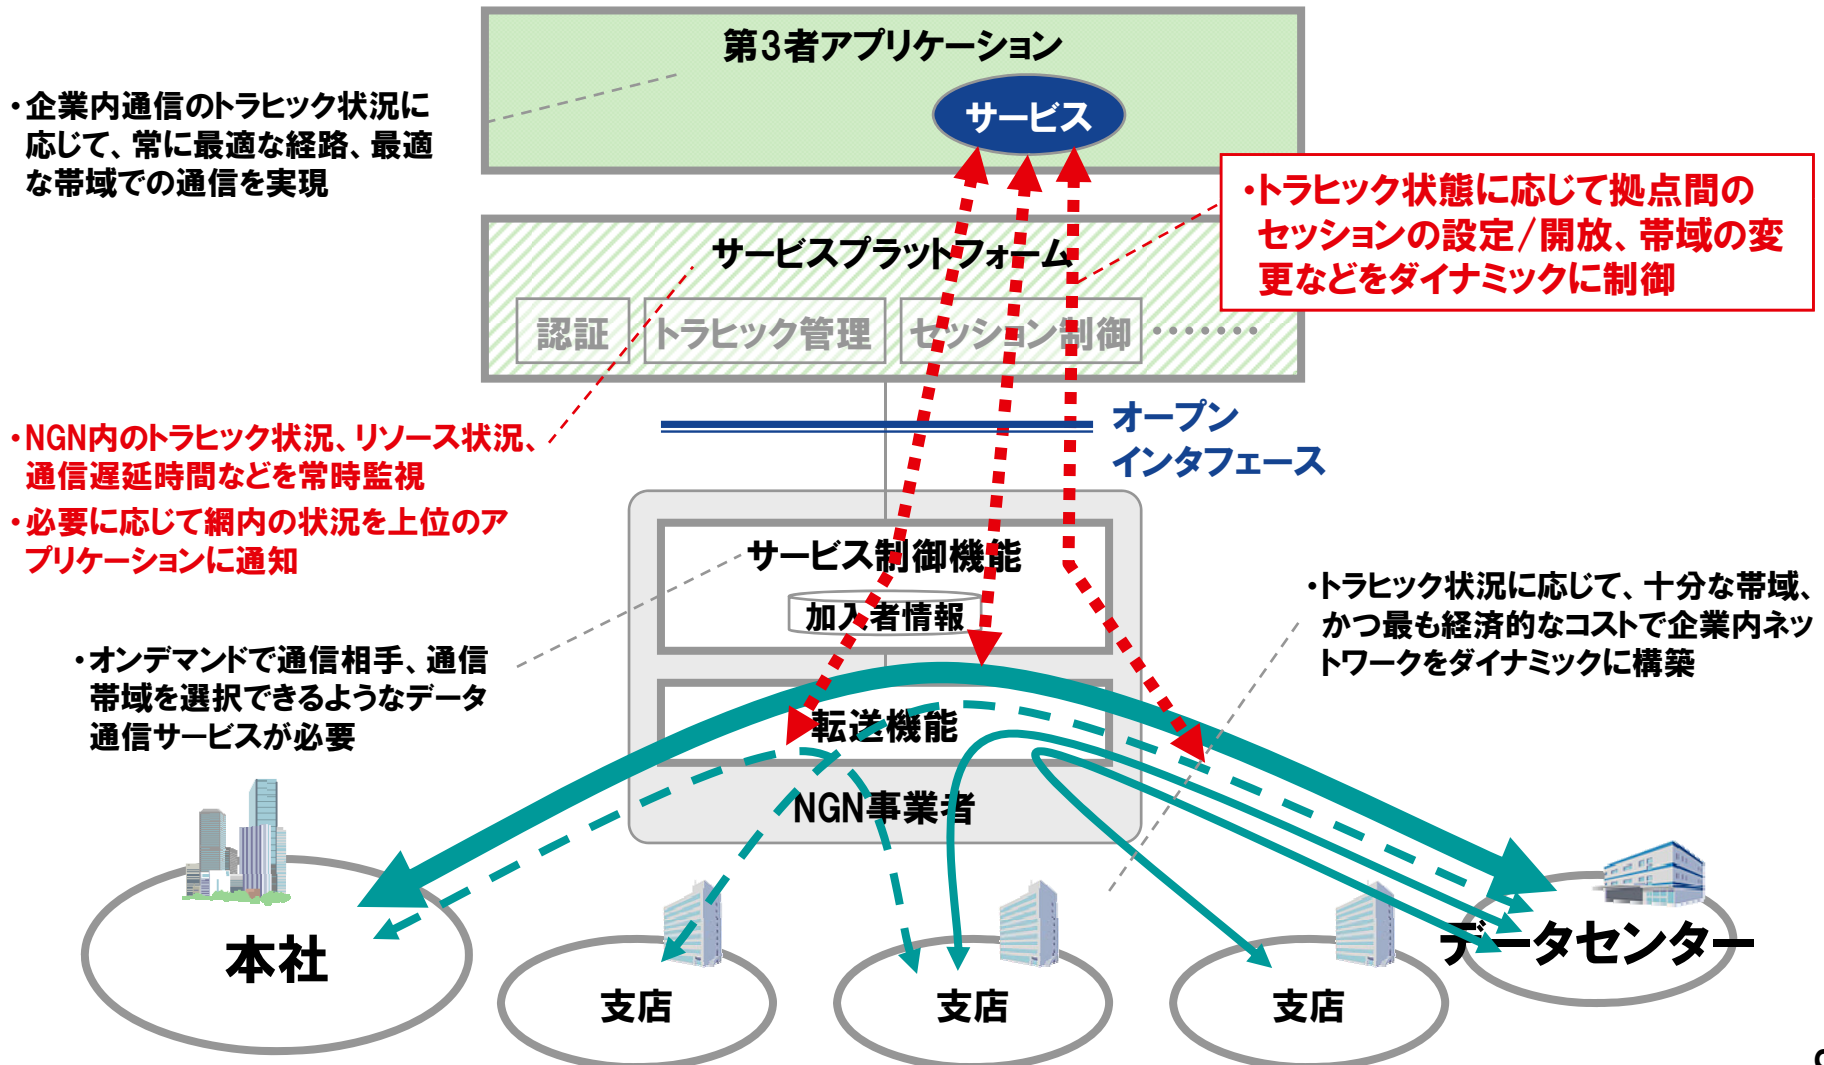 第3者アプリケーション
サービス
・企業内通信のトラヒック状況に
応じて、常に最適な経路、最適
な帯域での通信を実現
・トラヒック状態に応じて拠点間の
セッションの設定/開放、帯域の変
更などをダイナミックに制御
サービスプラットフォーム
認証
トラヒック管理
セッション制御
・・・・・・・
オープン
インタフェース
・NGN内のトラヒック状況、リソース状況、
通信遅延時間などを常時監視
・必要に応じて網内の状況を上位のア
プリケーションに通知
サービス制御機能
加入者情報
・トラヒック状況に応じて、十分な帯域、
かつ最も経済的なコストで企業内ネッ
トワークをダイナミックに構築
・オンデマンドで通信相手、通信
帯域を選択できるようなデータ
通信サービスが必要
転送機能
NGN事業者
本社
支店
支店
支店
データセンター